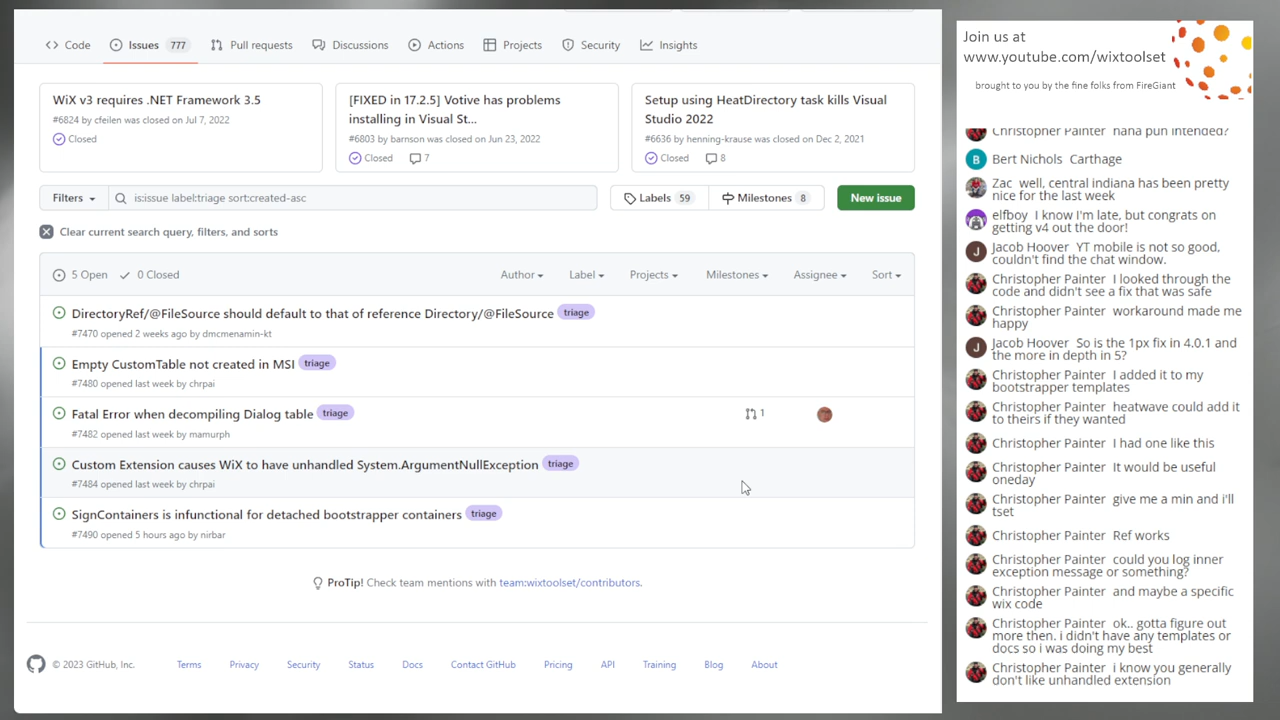 Code
Issues 777
Pull requests
Discussions
Actions
Projects
Security
Insights
WiX v3 requires .NET Framework 3.5
#6824 by cfeilen was closed on Jul 7, 2022
Closed
[FIXED in 17.2.5] Votive has problems
installing in Visual St...
#6803 by barnson was closed on Jun 23, 2022
Closed 7
Setup using HeatDirectory task kills Visual
Studio 2022
#6636 by henning-krause was closed on Dec 2, 2021
Closed 8
Filters
is:issue label:triage sort:created-asc
Labels 59
Milestones 8
New issue
Clear current search query, filters, and sorts
5 Open 0 Closed
Author
Label
Projects
Milestones
Assignee
Sort
DirectoryRef/@FileSource should default to that of reference Directory/@FileSource triage
#7470 opened 2 weeks ago by dmcmenamin-kt
Empty CustomTable not created in MSI triage
#7480 opened last week by chrpai
Fatal Error when decompiling Dialog table triage
1
#7482 opened last week by mamurph
Custom Extension causes WiX to have unhandled System.ArgumentNullException triage
#7484 opened last week by chrpai
SignContainers is infunctional for detached bootstrapper containers triage
#7490 opened 5 hours ago by nirbar
ProTip! Check team mentions with team:wixtoolset/contributors.
© 2023 GitHub, Inc.
Terms
Privacy
Security
Status
Docs
Contact GitHub
Pricing
API
Training
Blog
About
Join us at
www.youtube.com/wixtoolset
brought to you by the fine folks from FireGiant
Christopher Painter nana pun intended?
B
Bert Nichols Carthage
Zac well, central indiana has been pretty
nice for the last week
elfboy I know I'm late, but congrats on
getting v4 out the door!
J
Jacob Hoover YT mobile is not so good,
couldn't find the chat window.
Christopher Painter I looked through the
code and didn't see a fix that was safe
Christopher Painter workaround made me
happy
J
Jacob Hoover So is the 1px fix in 4.0.1 and
the more in depth in 5?
Christopher Painter I added it to my
bootstrapper templates
Christopher Painter heatwave could add it
to theirs if they wanted
Christopher Painter I had one like this
Christopher Painter It would be useful
oneday
Christopher Painter give me a min and i'll
tset
Christopher Painter Ref works
Christopher Painter could you log inner
exception message or something?
Christopher Painter and maybe a specific
wix code
Christopher Painter ok.. gotta figure out
more then. i didn't have any templates or
docs so i was doing my best
Christopher Painter i know you generally
don't like unhandled extension